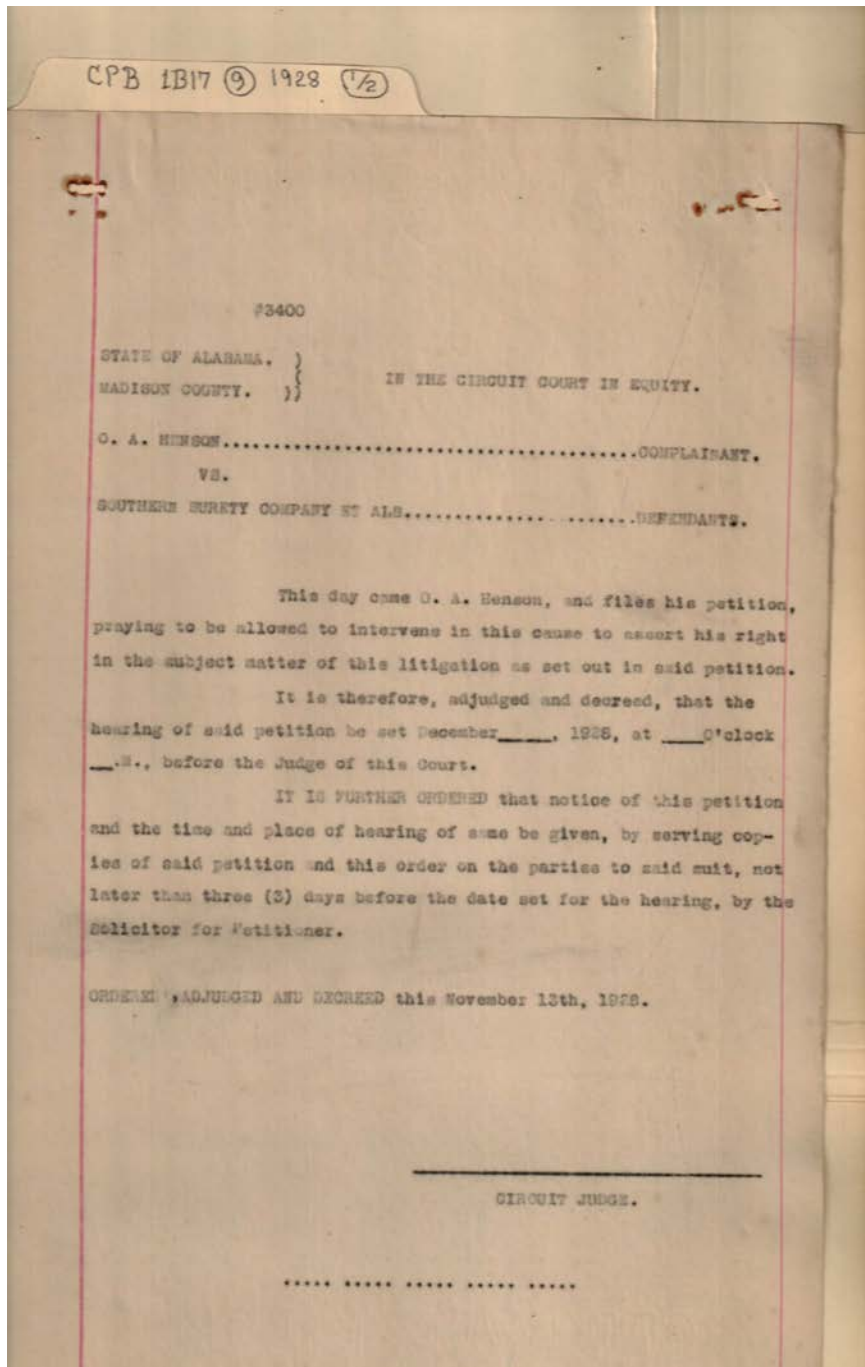 CPB 1B17 (9) 1928 (1/2)
#3400
STATE OF ALABAMA. )
MADISON COUNTY. )) IN THE CIRCUIT COURT IN EQUITY.
O. A. HENSON..........................................COMPLAINANT.
VS.
SOUTHERN SURETY COMPANY ET ALS.......................DEFENDANTS.
This day came O. A. Henson, and files his petition,
praying to be allowed to intervene in this cause to assert his right
in the subject matter of this litigation as set out in said petition.
It is therefore, adjudged and decreed, that the
hearing of said petition be set December_____, 1928, at ____O'clock
___.M., before the Judge of this Court.
IT IS FURTHER ORDERED that notice of this petition
and the time and place of hearing of same be given, by serving cop-
ies of said petition and this order on the parties to said suit, not
later than three (3) days before the date set for the hearing, by the
Solicitor for Petitioner.
ORDERED ,ADJUDGED AND DECREED this November 13th, 1928.
CIRCUIT JUDGE.
..... ..... ..... ..... .....